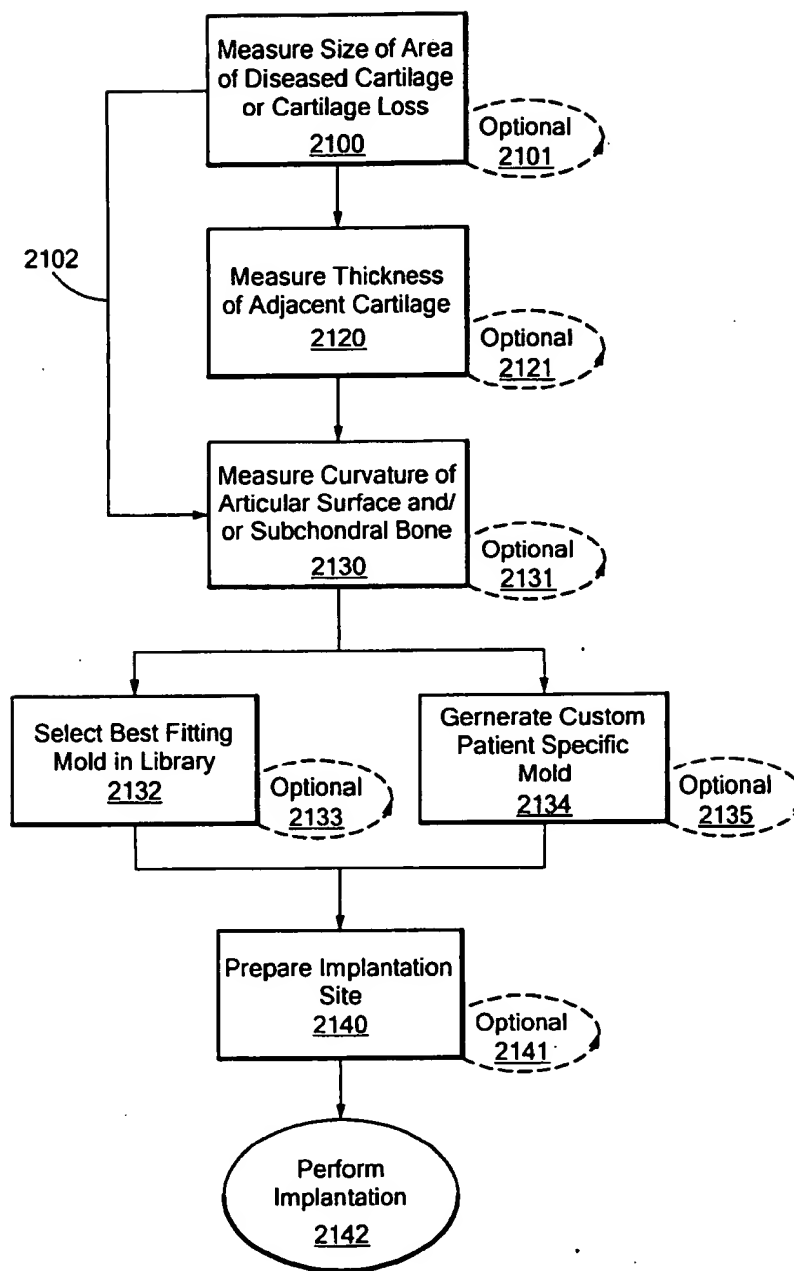 Measure Size of Area
of Diseased Cartilage
or Cartilage Loss
2100
Optional
2101
2102
Measure Thickness
of Adjacent Cartilage
2120
Optional
2121
Measure Curvature of
Articular Surface and/
or Subchondral Bone
2130
Optional
2131
Select Best Fitting
Mold in Library
2132
Optional
2133
Gernerate Custom
Patient Specific
Mold
2134
Optional
2135
Prepare Implantation
Site
2140
Optional
2141
Perform
Implantation
2142